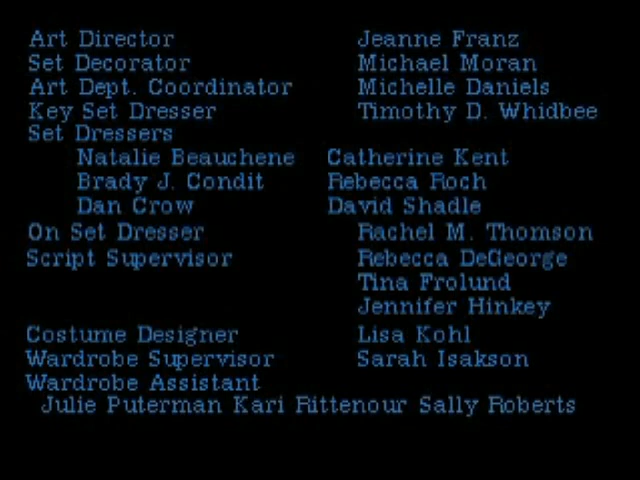 Art Director Jeanne Franz
Set Decorator Michael Moran
Art Dept. Coordinator Michelle Daniels
Key Set Dresser Timothy D. Whidbee
Set Dressers
Natalie Beauchene Catherine Kent
Brady J. Condit Rebecca Roch
Dan Crow David Shadle
On Set Dresser Rachel M. Thomson
Script Supervisor Rebecca DeGeorge
Tina Frolund
Jennifer Hinkey
Costume Designer Lisa Kohl
Wardrobe Supervisor Sarah Isakson
Wardrobe Assistant
Julie Puterman Kari Rittenour Sally Roberts